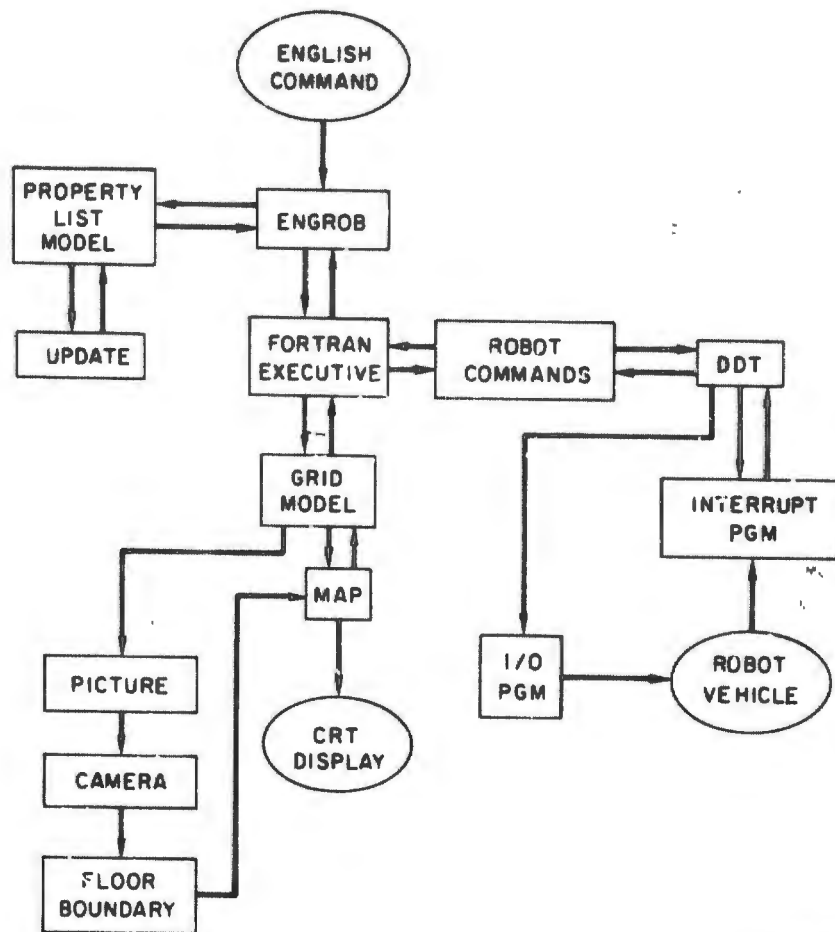 ENGLISH
COMMAND
PROPERTY
LIST
MODEL
ENGROB
UPDATE
FORTRAN
EXECUTIVE
ROBOT
COMMANDS
DDT
GRID
MODEL
INTERRUPT
PGM
MAP
PICTURE
I/O
PGM
ROBOT
VEHICLE
CRT
DISPLAY
CAMERA
FLOOR
BOUNDARY